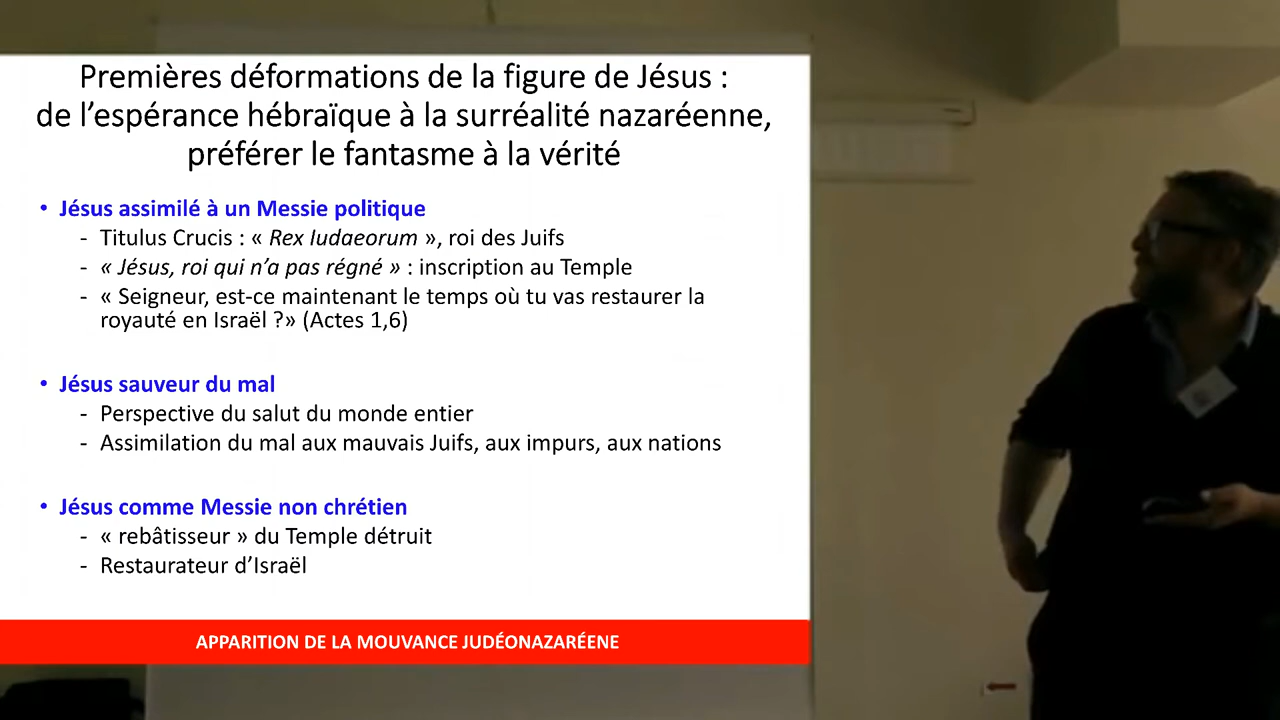 Premières déformations de la figure de Jésus :
de l’espérance hébraïque à la surréalité nazaréenne,
préférer le fantasme à la vérité
• Jésus assimilé à un Messie politique
- Titulus Crucis : « Rex Iudaeorum », roi des Juifs
- « Jésus, roi qui n’a pas régné » : inscription au Temple
- « Seigneur, est-ce maintenant le temps où tu vas restaurer la
royauté en Israël ?» (Actes 1,6)
• Jésus sauveur du mal
- Perspective du salut du monde entier
- Assimilation du mal aux mauvais Juifs, aux impurs, aux nations
• Jésus comme Messie non chrétien
- « rebâtisseur » du Temple détruit
- Restaurateur d’Israël
APPARITION DE LA MOUVANCE JUDÉONAZARÉENE